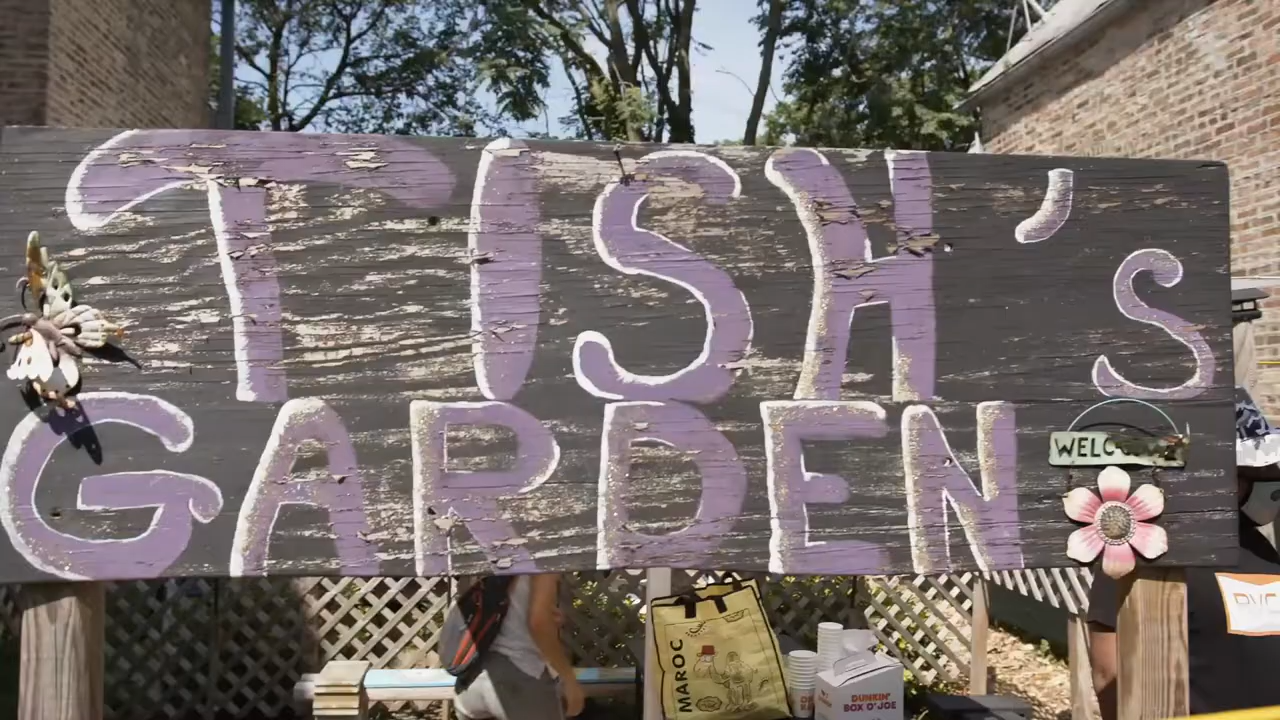 TISH's
GARDEN
WELCOME
MAROC
DUNKIN'
BOX O'JOE